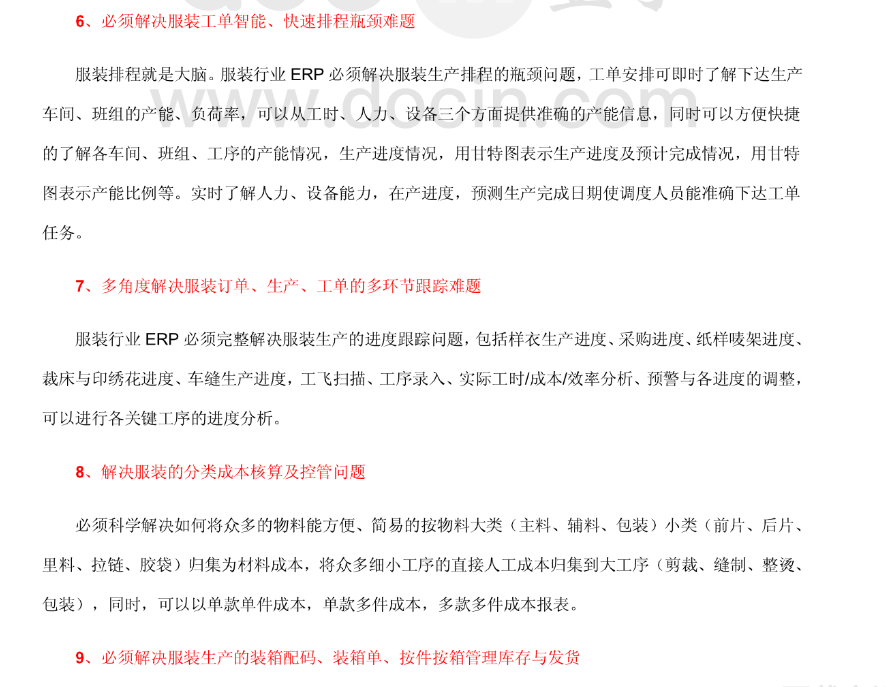 6、必须解决服装工单智能、快速排程瓶颈难题
服装排程就是大脑。服装行业 ERP 必须解决服装生产排程的瓶颈问题，工单安排可即时了解下达生产
车间、班组的产能、负荷率，可以从工时、人力、设备三个方面提供准确的产能信息，同时可以方便快捷
的了解各车间、班组、工序的产能情况，生产进度情况，用甘特图表示生产进度及预计完成情况，用甘特
图表示产能比例等。实时了解人力、设备能力，在产进度，预测生产完成日期使调度人员能准确下达工单
任务。
7、多角度解决服装订单、生产、工单的多环节跟踪难题
服装行业 ERP 必须完整解决服装生产的进度跟踪问题，包括样衣生产进度、采购进度、纸样唛架进度、
裁床与印绣花进度、车缝生产进度，工飞扫描、工序录入、实际工时/成本/效率分析、预警与各进度的调整，
可以进行各关键工序的进度分析。
8、解决服装的分类成本核算及控管问题
必须科学解决如何将众多的物料能方便、简易的按物料大类（主料、辅料、包装）小类（前片、后片、
里料、拉链、胶袋）归集为材料成本，将众多细小工序的直接人工成本归集到大工序（剪裁、缝制、整烫、
包装），同时，可以以单款单件成本，单款多件成本，多款多件成本报表。
9、必须解决服装生产的装箱配码、装箱单、按件按箱管理库存与发货
www.docin.com